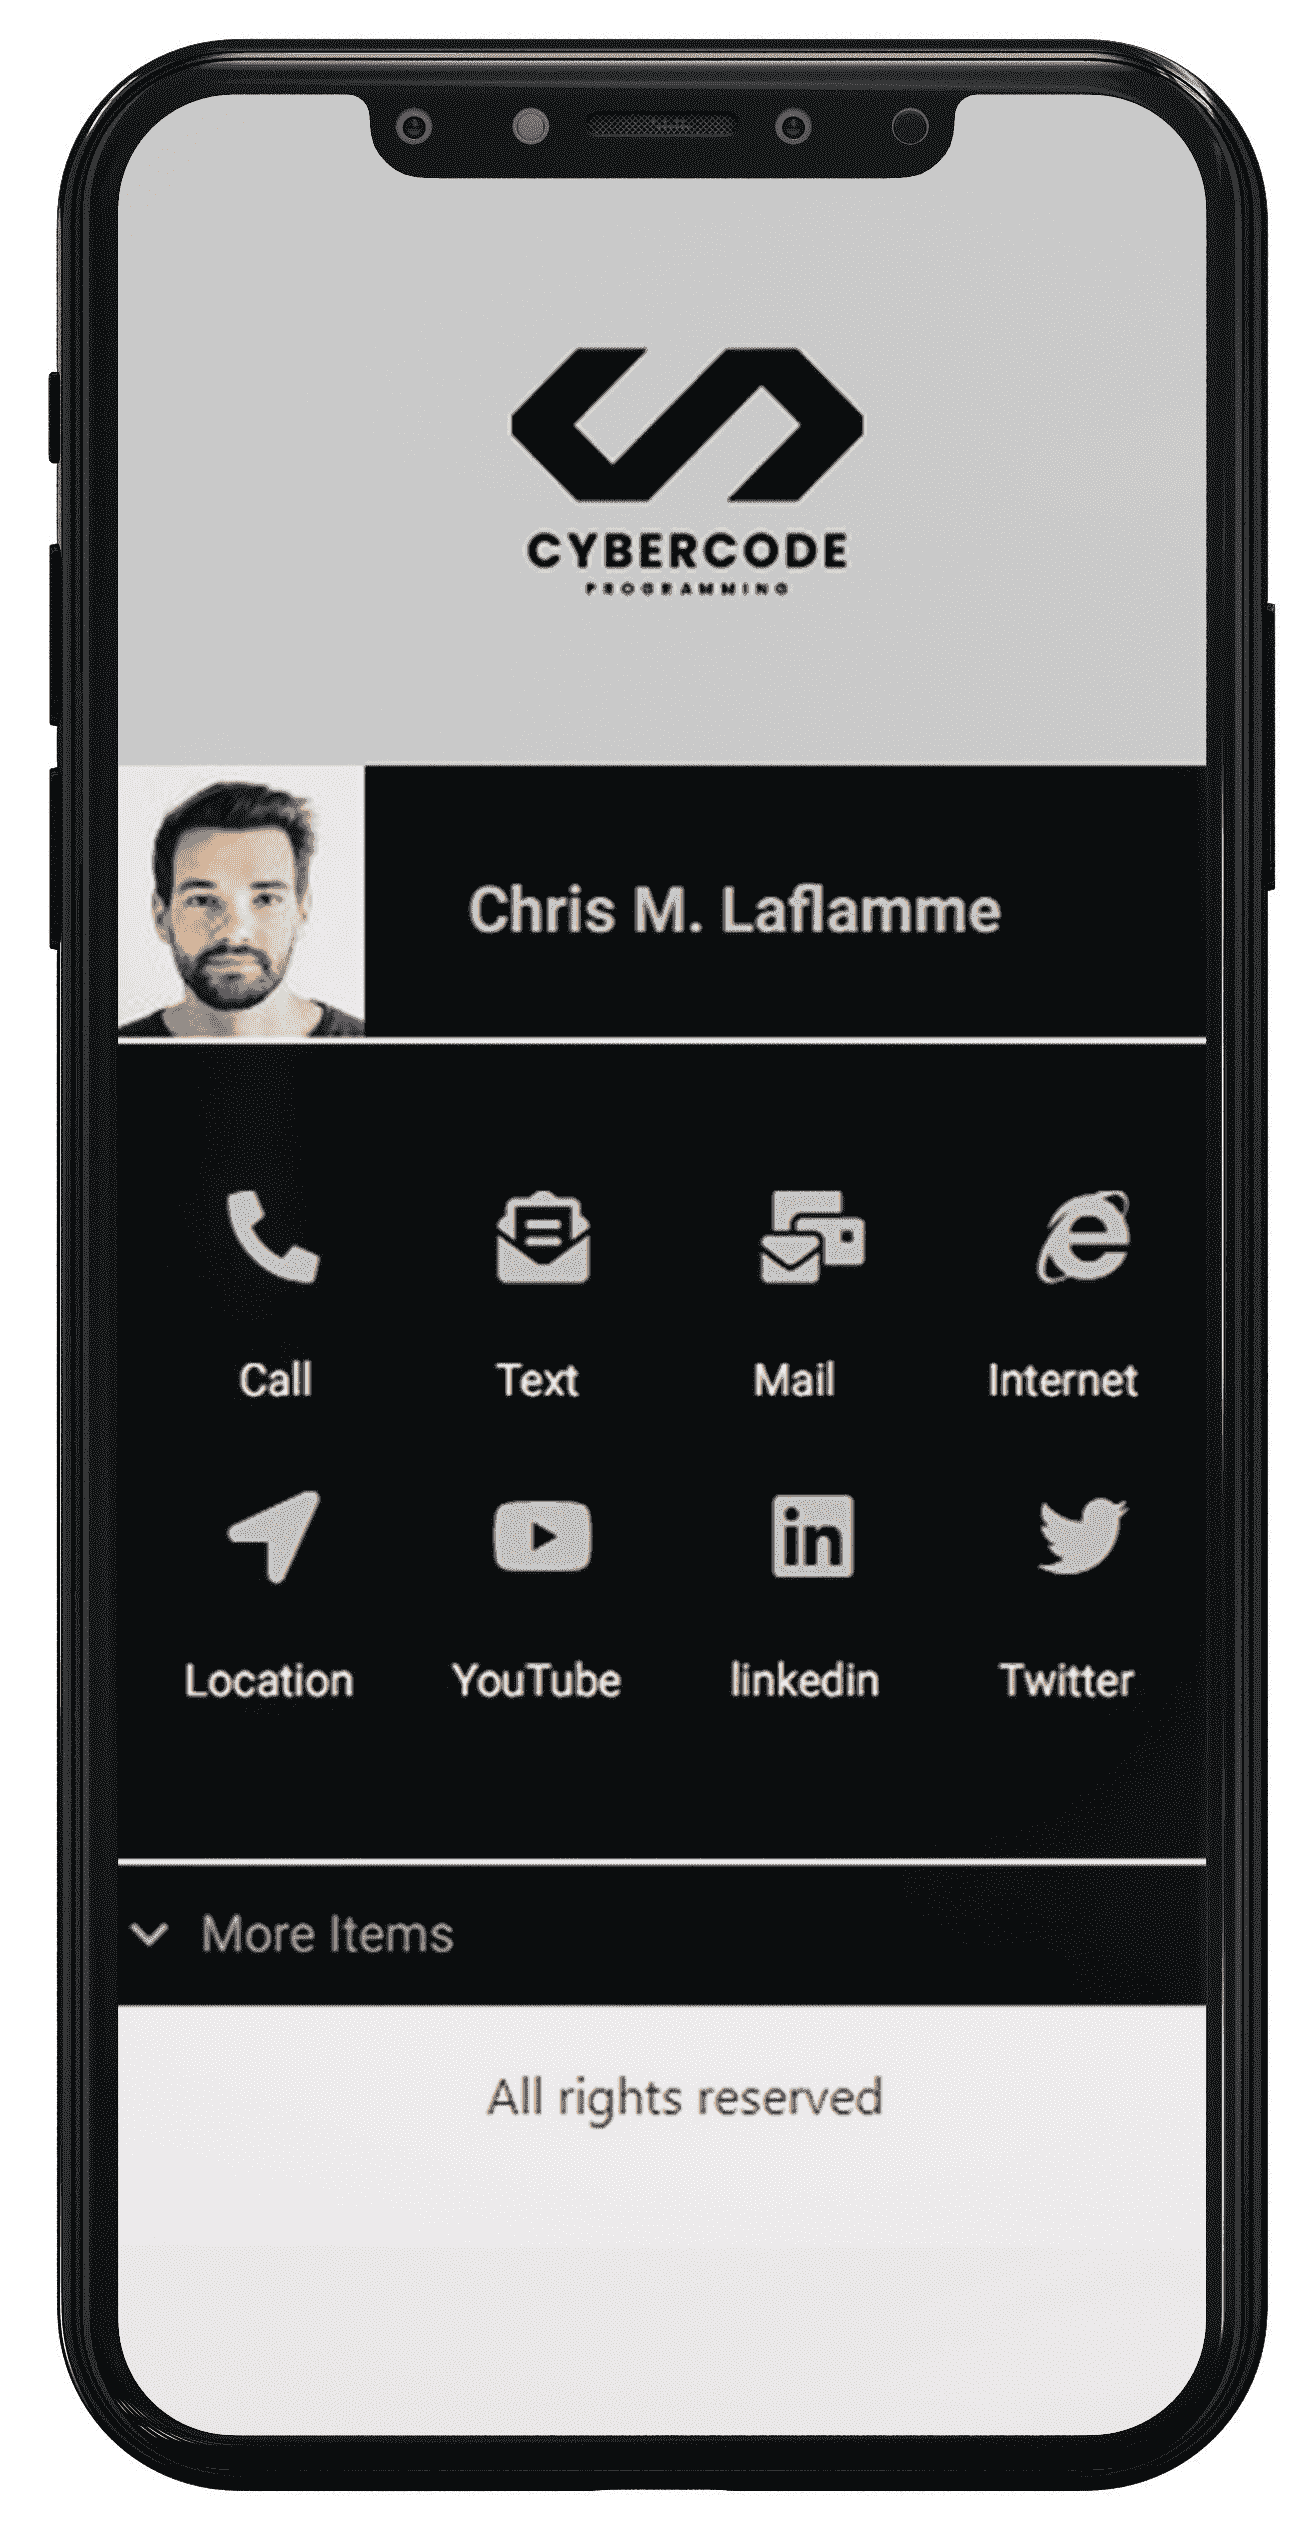 CYBERCODE
PROGRAMMING
Chris M. Laflamme
Call Text Mail Internet
Location YouTube linkedin Twitter
More Items
All rights reserved